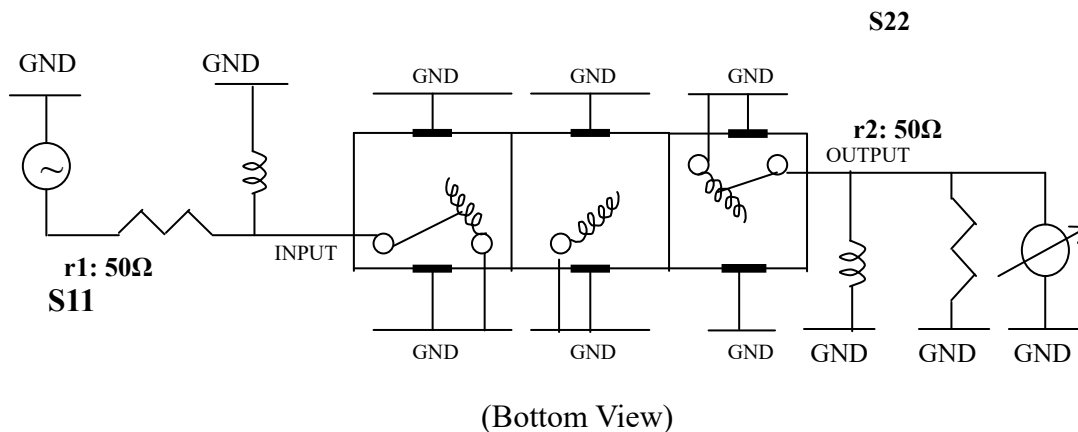 S22
GND
GND
GND
GND
GND
r2: 50Ω
OUTPUT
INPUT
r1: 50Ω
S11
GND
GND
GND
GND
GND
GND
(Bottom View)